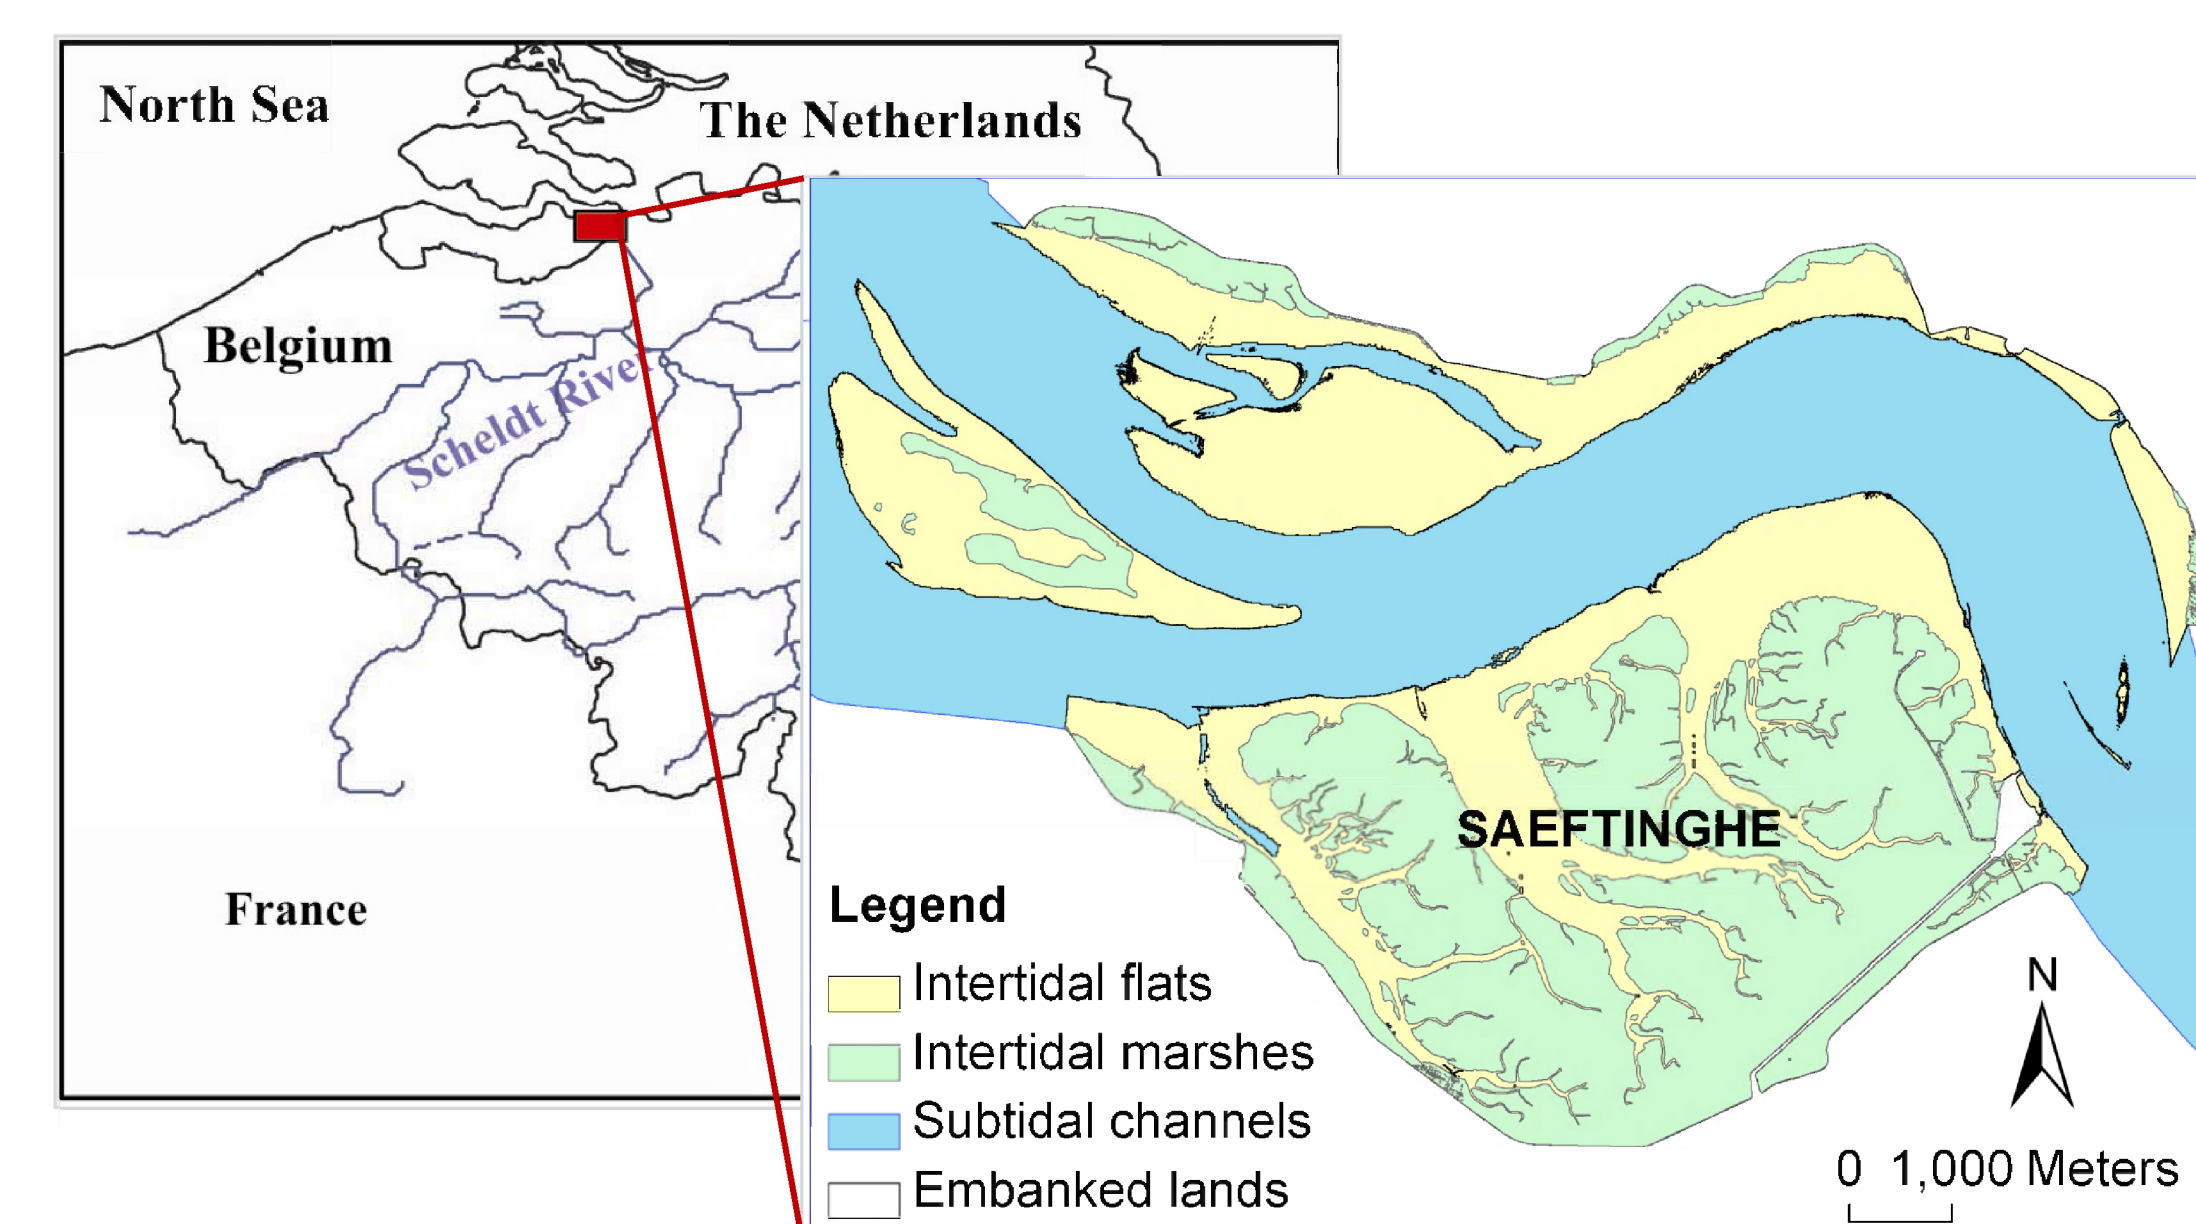 North Sea
The Netherlands
Belgium
Scheldt River
France
SAEFTINGHE
Legend
Intertidal flats
Intertidal marshes
Subtidal channels
Embanked lands
N
0 1,000 Meters